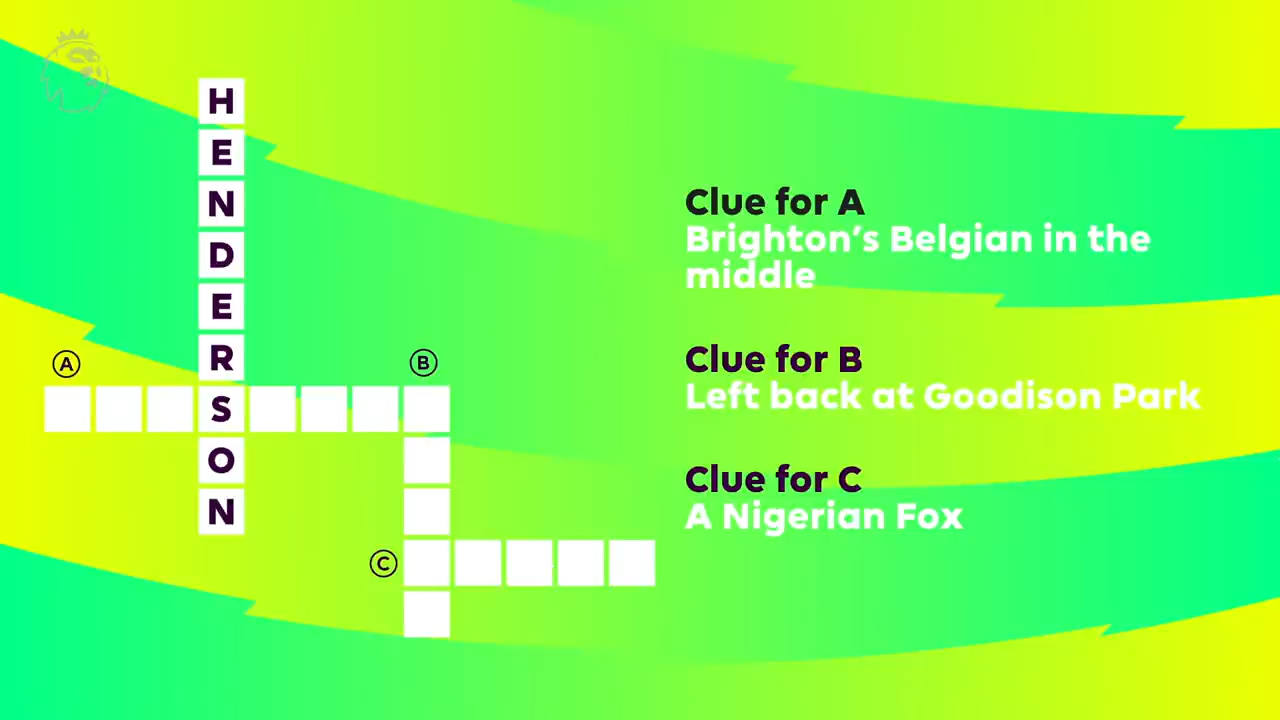 H
E
N
D
E
R
S
O
N
A
B
C
Clue for A
Brighton's Belgian in the
middle
Clue for B
Left back at Goodison Park
Clue for C
A Nigerian Fox